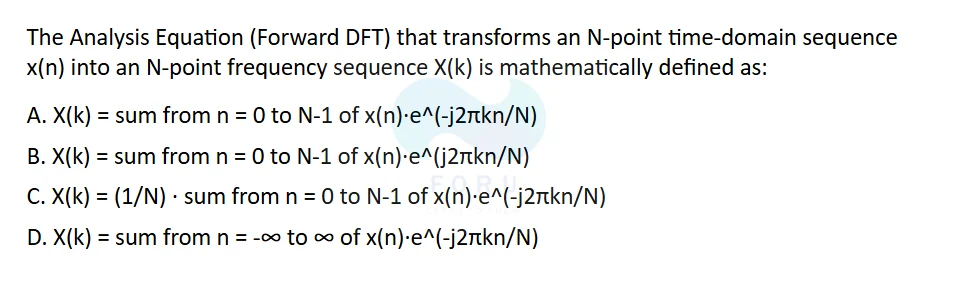 The Analysis Equation (Forward DFT) that transforms an N-point time-domain sequence
x(n) into an N-point frequency sequence X(k) is mathematically defined as:
A. X(k) = sum from n = 0 to N-1 of x(n)·e^(-j2πkn/N)
B. X(k) = sum from n = 0 to N-1 of x(n)·e^(j2πkn/N)
C. X(k) = (1/N) · sum from n = 0 to N-1 of x(n)·e^(-j2πkn/N)
D. X(k) = sum from n = -∞ to ∞ of x(n)·e^(-j2πkn/N)